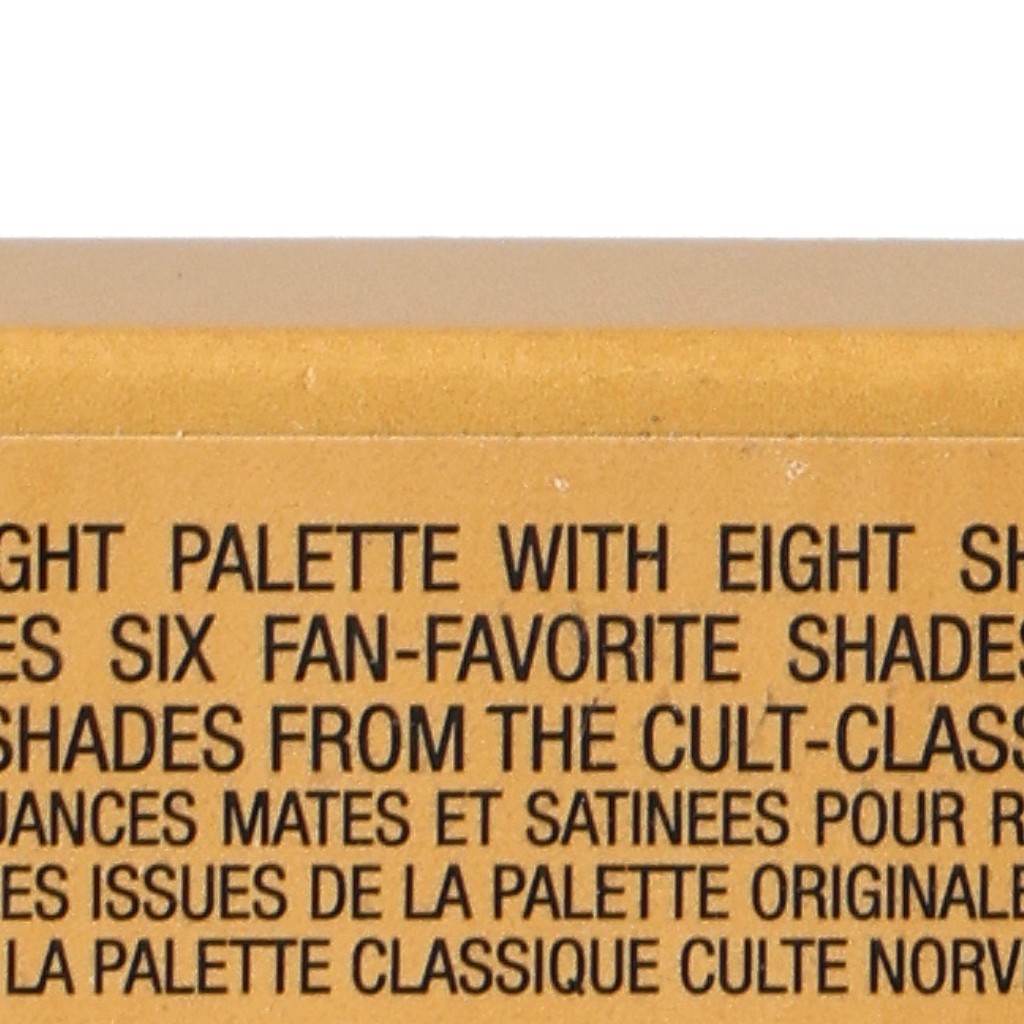 GHT PALETTE WITH EIGHT SH
ES SIX FAN-FAVORITE SHADES
SHADES FROM THE CULT-CLASS
UANCES MATES ET SATINEES POUR R
ES ISSUES DE LA PALETTE ORIGINALE
LA PALETTE CLASSIQUE CULTE NORV